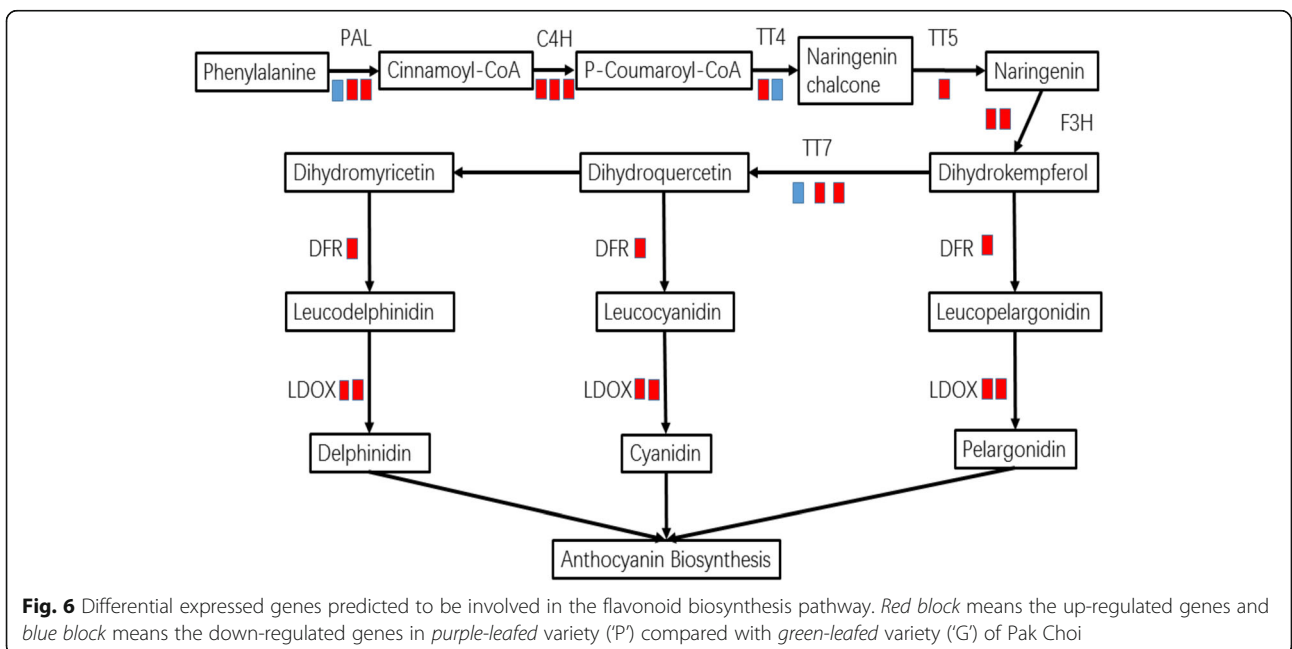 PAL
C4H
TT4
TT5
Phenylalanine
Cinnamoyl-CoA
P-Coumaroyl-CoA
Naringenin
chalcone
Naringenin
F3H
TT7
Dihydromyricetin
Dihydroquercetin
Dihydrokempferol
DFR
DFR
DFR
Leucodelphinidin
Leucocyanidin
Leucopelargonidin
LDOX
LDOX
LDOX
Delphinidin
Cyanidin
Pelargonidin
Anthocyanin Biosynthesis
Fig. 6 Differential expressed genes predicted to be involved in the flavonoid biosynthesis pathway. Red block means the up-regulated genes and
blue block means the down-regulated genes in purple-leafed variety (‘P’) compared with green-leafed variety (‘G’) of Pak Choi